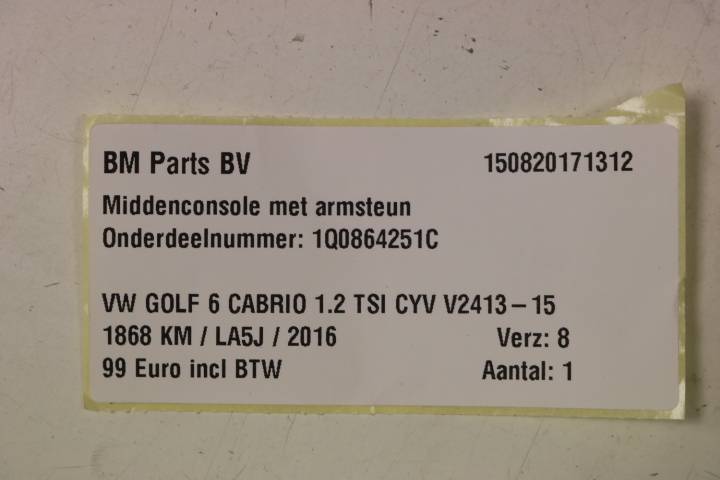 BM Parts BV 150820171312
Middenconsole met armsteun
Onderdeelnummer: 1Q0864251C
VW GOLF 6 CABRIO 1.2 TSI CYV V2413-15
1868 KM / LA5J / 2016 Verz: 8
99 Euro incl BTW Aantal: 1